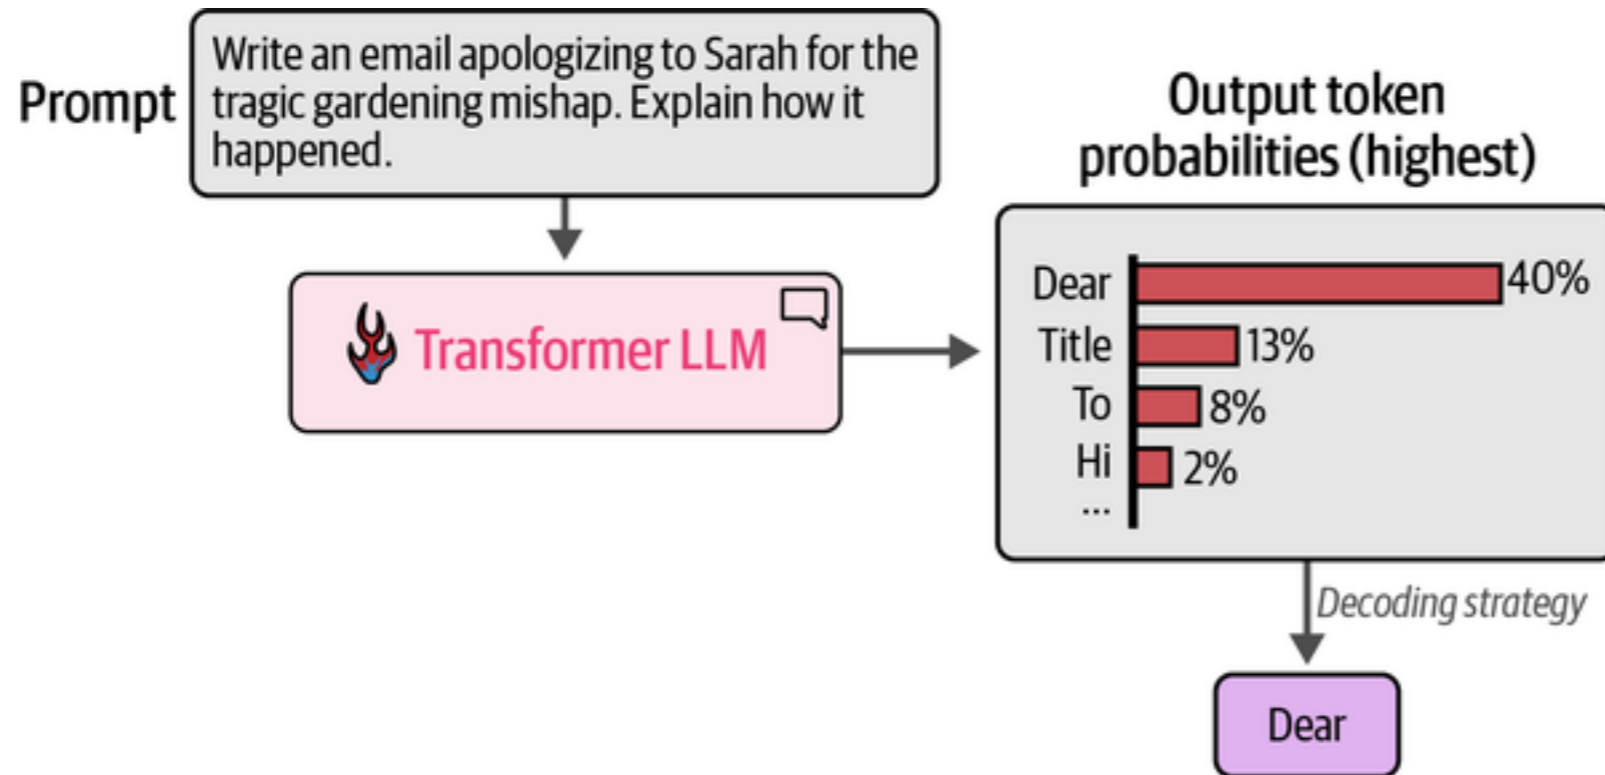 Prompt
Write an email apologizing to Sarah for the
tragic gardening mishap. Explain how it
happened.
Transformer LLM
Output token
probabilities (highest)
Dear 40%
Title 13%
To 8%
Hi 2%
...
Decoding strategy
Dear